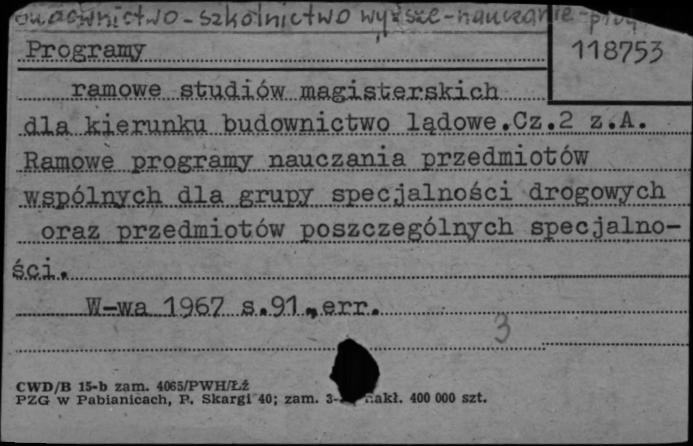 budownictwo-szkolnictwo wyższe-nauczanie-
118753
Programy
ramowe studiów magisterskich
dla kierunku budownictwo lądowe.Cz.2 z.A.
Ramowe programy nauczania przedmiotów
wspólnych dla grupy specjalności drogowych
oraz przedmiotów poszczególnych specjalno-
ści.
W-wa 1967 s.91.,err.
3
CWD/B 15-b zam. 4065/PWH/Łż
PZG w Pabianicach, P. Skargi 40; zam. nakł. 400 000 szt.